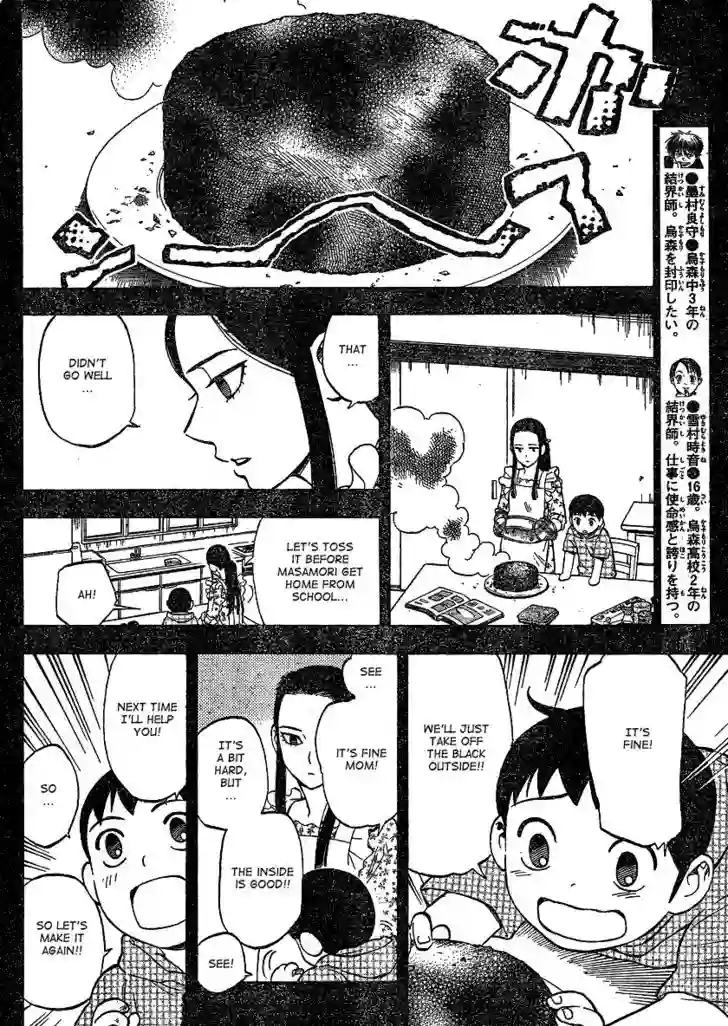 ボ
墨村良守●烏森中3年の
結界師。烏森を封印したい。
雪村時音●16歳。烏森高校2年の
結界師。仕事に使命感と誇りを持つ。
THAT
...
DIDN'T
GO WELL
...
LET'S TOSS
IT BEFORE
MASAMORI GET
HOME FROM
SCHOOL...
AH!
IT'S
FINE!
WE'LL JUST
TAKE OFF
THE BLACK
OUTSIDE!!
SEE
...
IT'S FINE
MOM!
IT'S
A BIT
HARD,
BUT
...
THE INSIDE
IS GOOD!!
SEE!
NEXT TIME
I'LL HELP
YOU!
SO
...
SO LET'S
MAKE IT
AGAIN!!